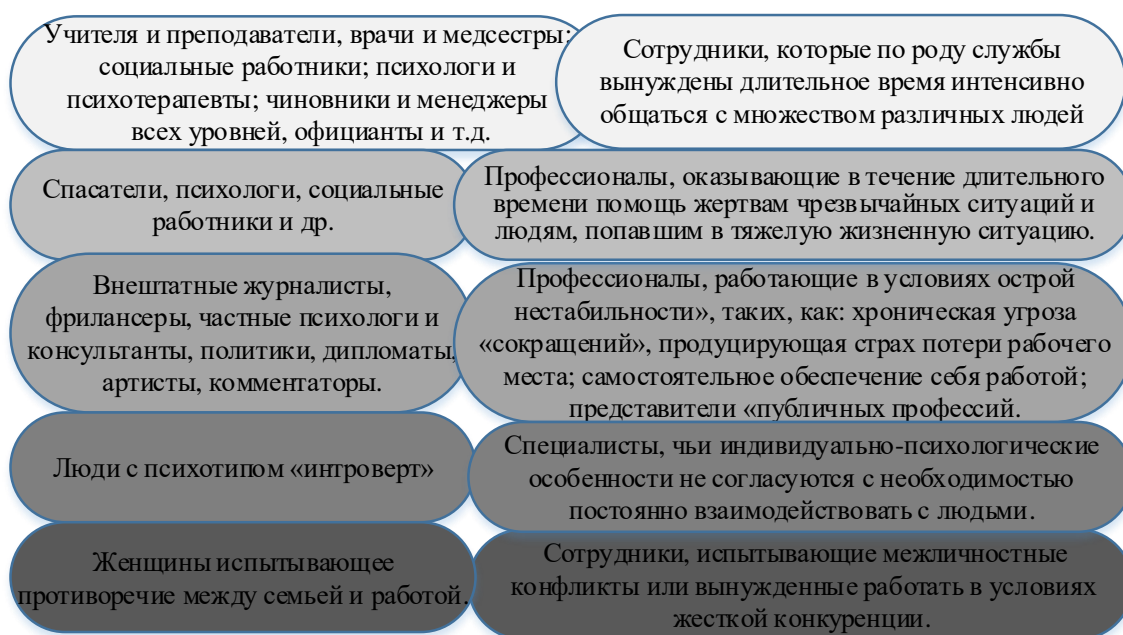 Учителя и преподаватели, врачи и медсестры;
социальные работники; психологи и
психотерапевты; чиновники и менеджеры
всех уровней, официанты и т.д.
Сотрудники, которые по роду службы
вынуждены длительное время интенсивно
общаться с множеством различных людей
Спасатели, психологи, социальные
работники и др.
Профессионалы, оказывающие в течение длительного
времени помощь жертвам чрезвычайных ситуаций и
людям, попавшим в тяжелую жизненную ситуацию.
Внештатные журналисты,
фрилансеры, частные психологи и
консультанты, политики, дипломаты,
артисты, комментаторы.
Профессионалы, работающие в условиях острой
нестабильности», таких, как: хроническая угроза
«сокращений», продуцирующая страх потери рабочего
места; самостоятельное обеспечение себя работой;
представители «публичных профессий.
Люди с психотипом «интроверт»
Специалисты, чьи индивидуально-психологические
особенности не согласуются с необходимостью
постоянно взаимодействовать с людьми.
Женщины испытывающее
противоречие между семьей и работой.
Сотрудники, испытывающие межличностные
конфликты или вынужденные работать в условиях
жесткой конкуренции.